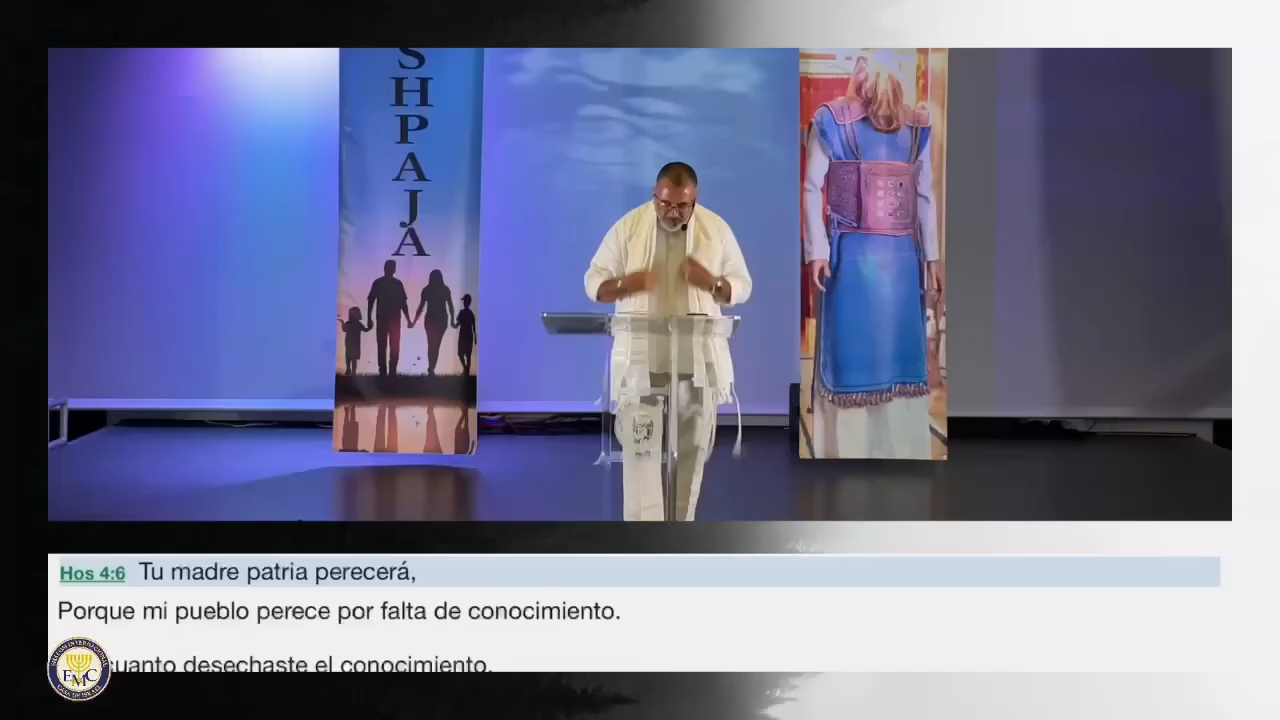 S
H
P
A
J
A
Hos 4:6 Tu madre patria perecerá,
Porque mi pueblo perece por falta de conocimiento.
cuanto desechaste el conocimiento,
EMC